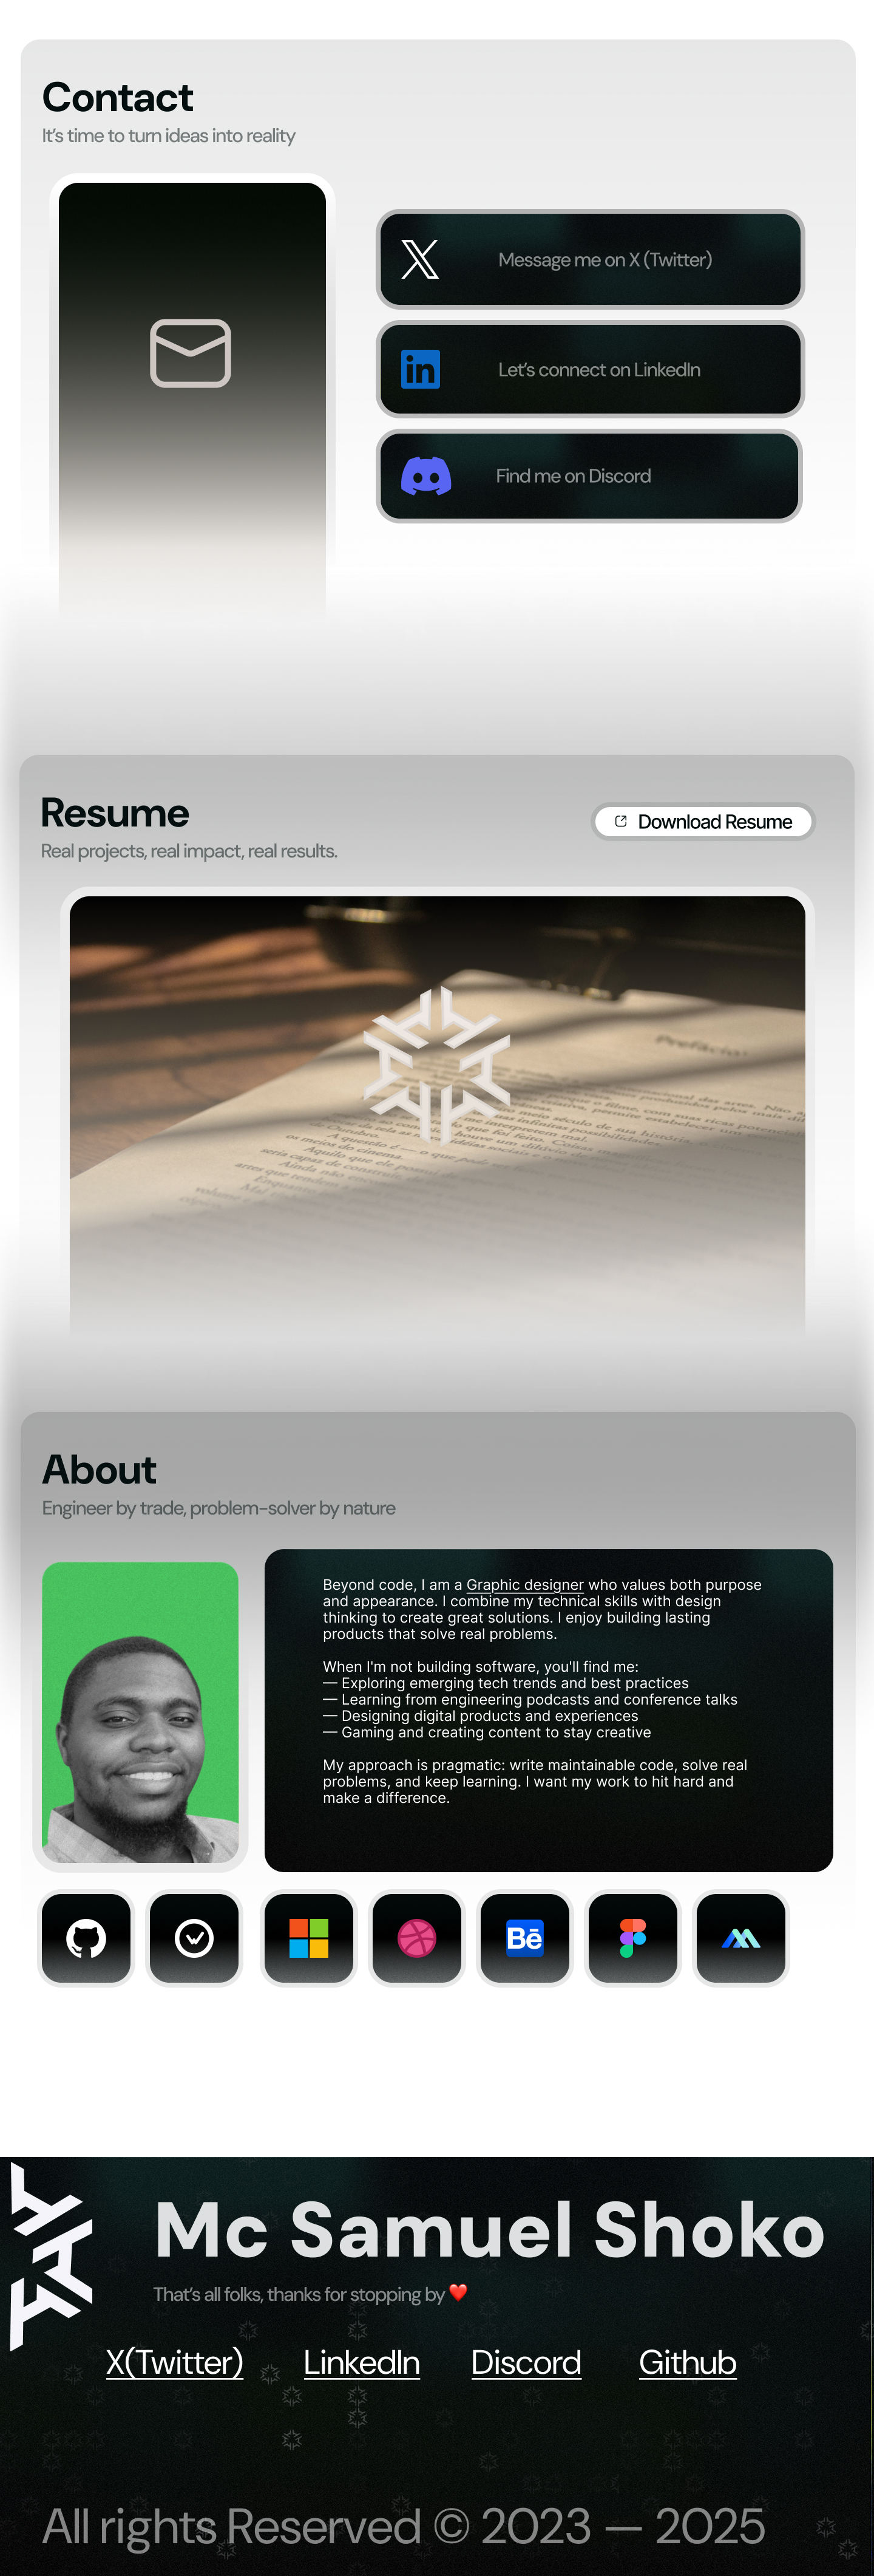 Contact
It's time to turn ideas into reality
Message me on X (Twitter)
Let's connect on LinkedIn
Find me on Discord
Resume
Real projects, real impact, real results.
Download Resume
Prefácio
About
Engineer by trade, problem-solver by nature
Beyond code, I am a Graphic designer who values both purpose
and appearance. I combine my technical skills with design
thinking to create great solutions. I enjoy building lasting
products that solve real problems.
When I'm not building software, you'll find me:
— Exploring emerging tech trends and best practices
— Learning from engineering podcasts and conference talks
— Designing digital products and experiences
— Gaming and creating content to stay creative
My approach is pragmatic: write maintainable code, solve real
problems, and keep learning. I want my work to hit hard and
make a difference.
Bē
Mc Samuel Shoko
That's all folks, thanks for stopping by ❤️
X(Twitter) LinkedIn Discord Github
All rights Reserved © 2023 — 2025